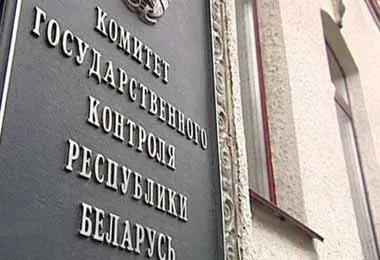 КОМИТЕТ
ГОСУДАРСТВЕННОГО
КОНТРОЛЯ
РЕСПУБЛИКИ
БЕЛАРУСЬ